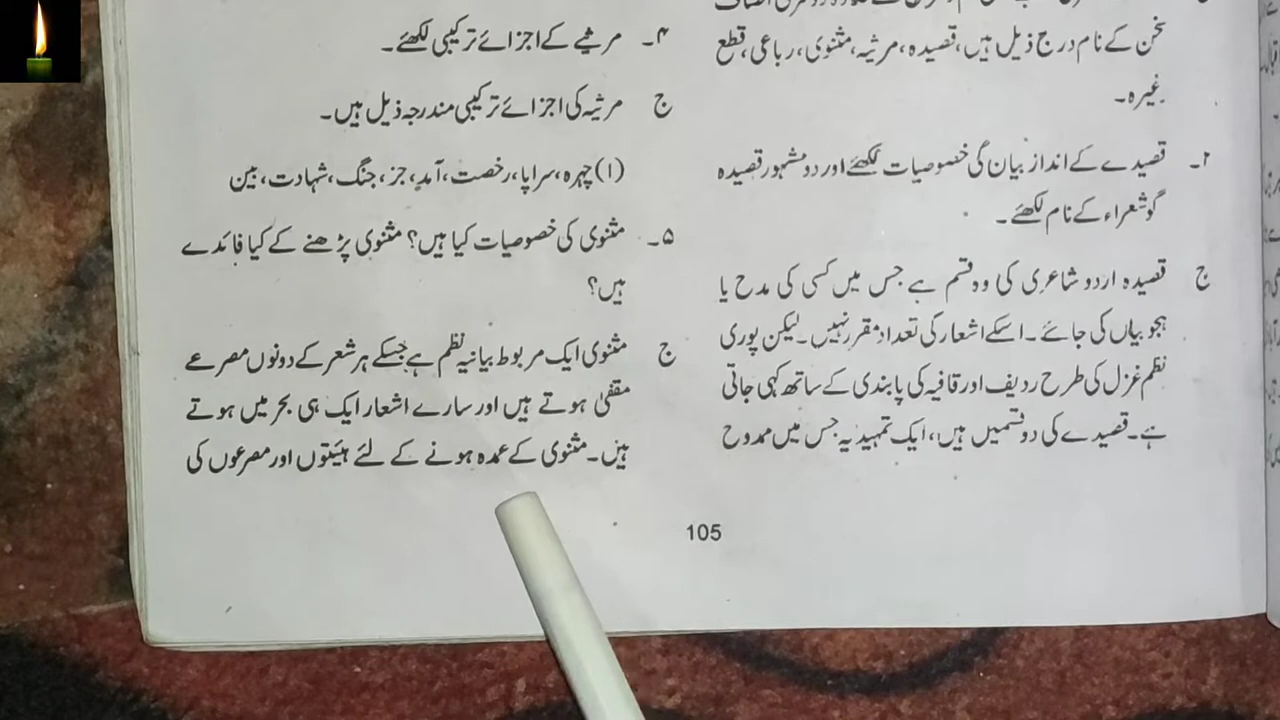 سخن کے نام درج ذیل ہیں، قصیدہ، مرثیہ، مثنوی، رباعی، قطع
غیرہ۔
۲۔ قصیدے کے انداز بیان کی خصوصیات لکھئے اور دو مشہور قصیدہ
گو شعراء کے نام لکھئے۔
ج قصیدہ اردو شاعری کی وہ قسم ہے جس میں کسی کی مدح یا
ہجو بیاں کی جائے۔ اسکے اشعار کی تعداد مقرر نہیں۔ لیکن پوری
نظم غزل کی طرح ردیف اور قافیہ کی پابندی کے ساتھ کہی جاتی
ہے۔ قصیدے کی دو قسمیں ہیں، ایک تمہیدیہ جس میں ممدوح
۴۔ مرثیے کے اجزائے ترکیبی لکھئے۔
ج مرثیہ کی اجزائے ترکیبی مندرجہ ذیل ہیں۔
(۱) چہرہ، سراپا، رخصت، آمد، جز، جنگ، شہادت، بین
۵۔ مثنوی کی خصوصیات کیا ہیں؟ مثنوی پڑھنے کے کیا فائدے
ہیں؟
ج مثنوی ایک مربوط بیانیہ نظم ہے جسکے ہر شعر کے دونوں مصرعے
مقفیٰ ہوتے ہیں اور سارے اشعار ایک ہی بحر میں ہوتے
ہیں۔ مثنوی کے عمدہ ہونے کے لئے ہیئتوں اور مصرعوں کی
105